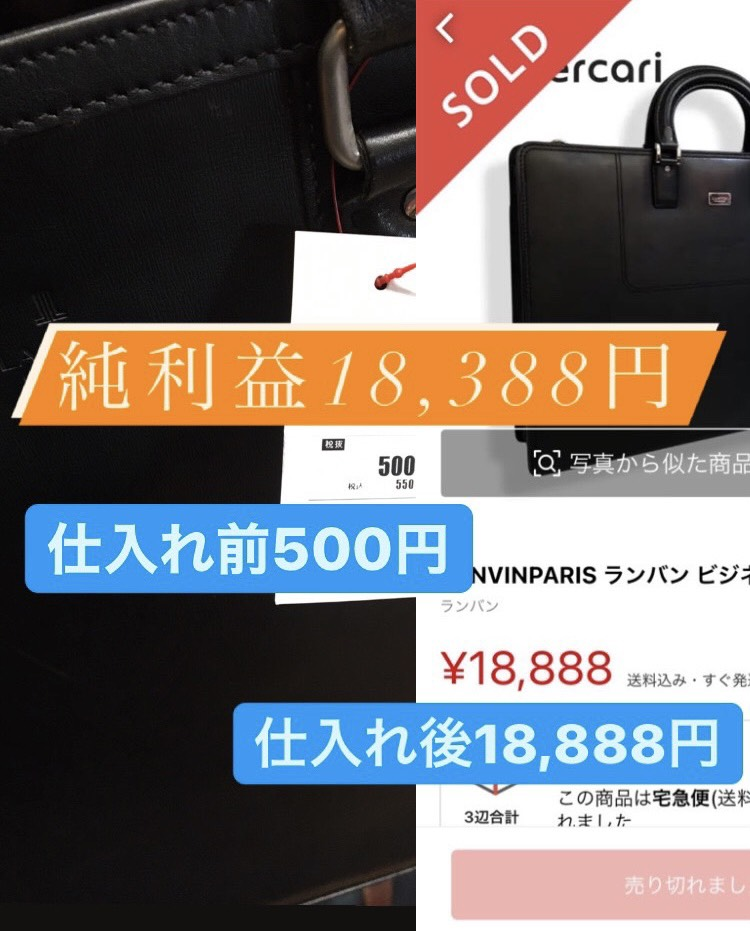 SOLD
ercari
純利益18,388円
税抜
500
税込
550
写真から似た商品
仕入れ前500円
NVINPARIS ランバン ビジネ
ランバン
¥18,888
送料込み・すぐ発
仕入れ後18,888円
この商品は宅急便(送料
3辺合計
れました
売り切れまし